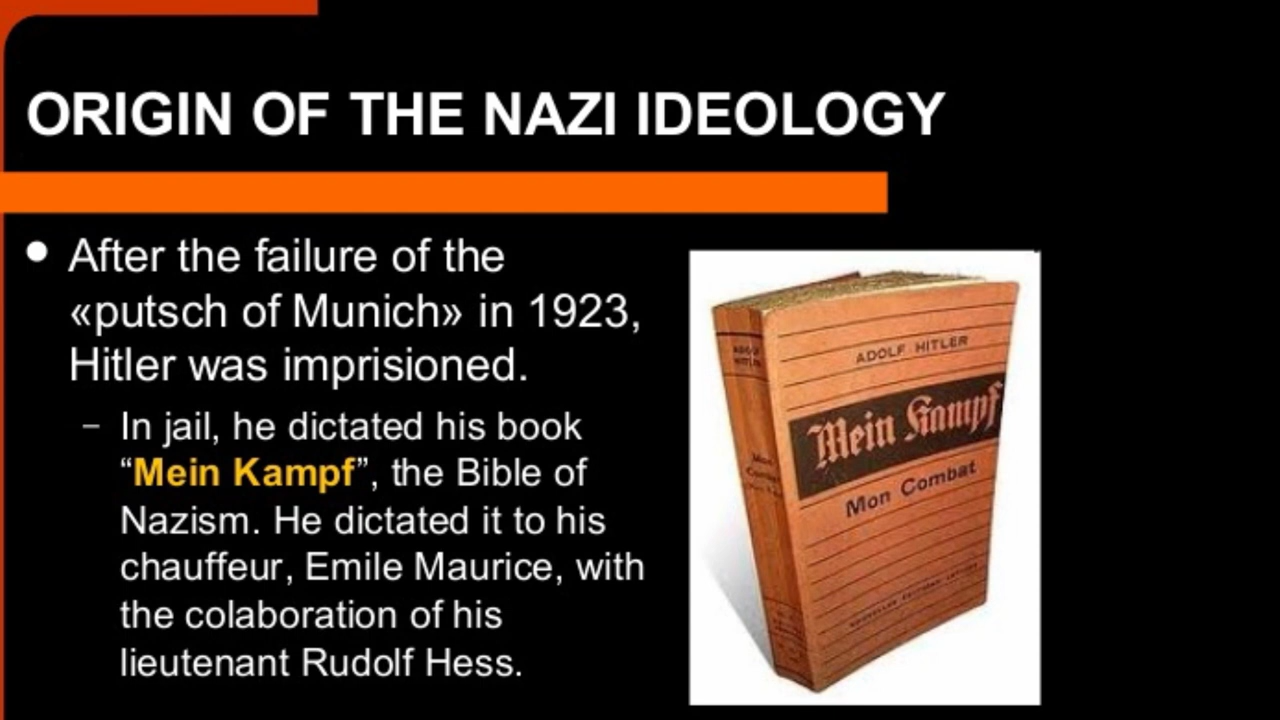 ORIGIN OF THE NAZI IDEOLOGY
After the failure of the
«putsch of Munich» in 1923,
Hitler was imprisioned.
– In jail, he dictated his book
“Mein Kampf”, the Bible of
Nazism. He dictated it to his
chauffeur, Emile Maurice, with
the colaboration of his
lieutenant Rudolf Hess.
ADOLF HITLER
Mein Kampf
Mon Combat